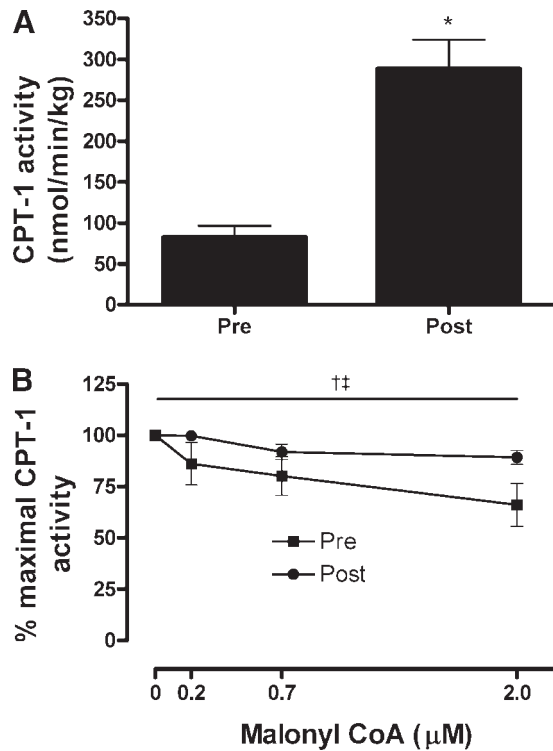 A
CPT-1 activity
(nmol/min/kg)
350
300
250
200
150
100
50
0
*
Pre
Post
B
% maximal CPT-1
activity
125
100
75
50
25
0
†‡
Pre
Post
0
0.2
0.7
2.0
Malonyl CoA (μM)